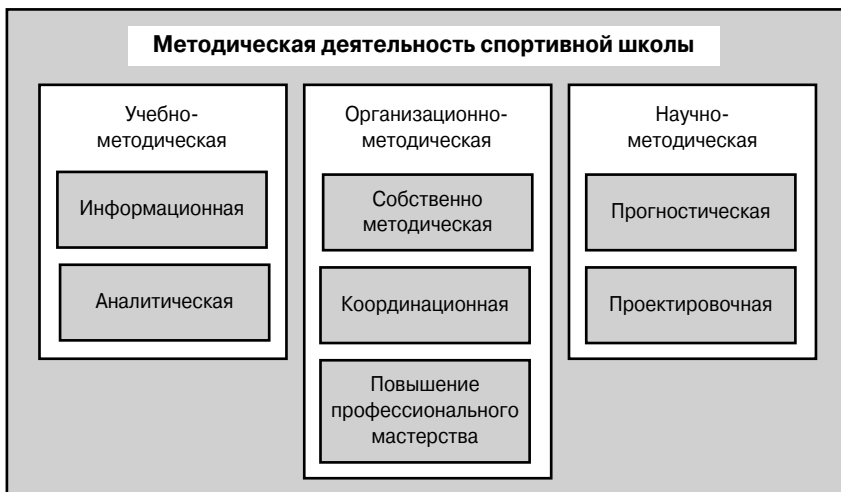 Методическая деятельность спортивной школы
Учебно-
методическая
Информационная
Аналитическая
Организационно-
методическая
Собственно
методическая
Координационная
Повышение
профессионального
мастерства
Научно-
методическая
Прогностическая
Проектировочная